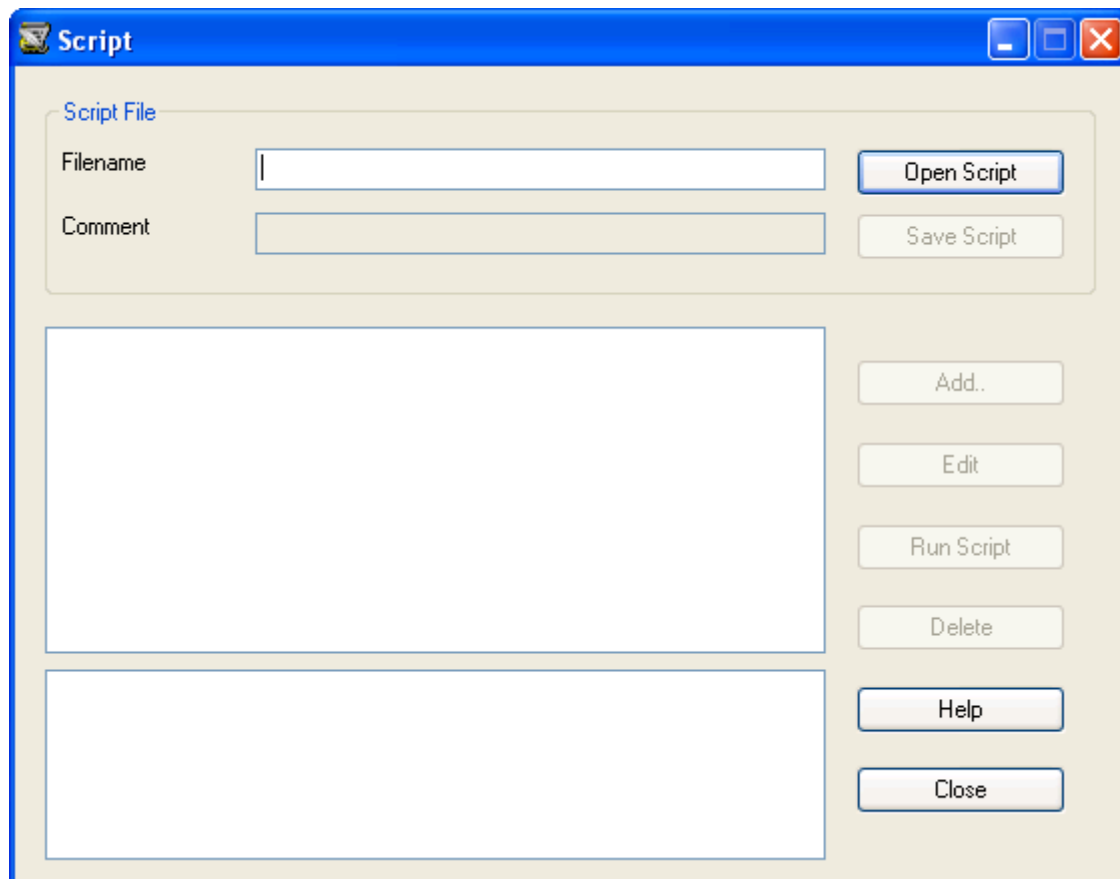 Script
Script File
Filename
Open Script
Comment
Save Script
Add..
Edit
Run Script
Delete
Help
Close